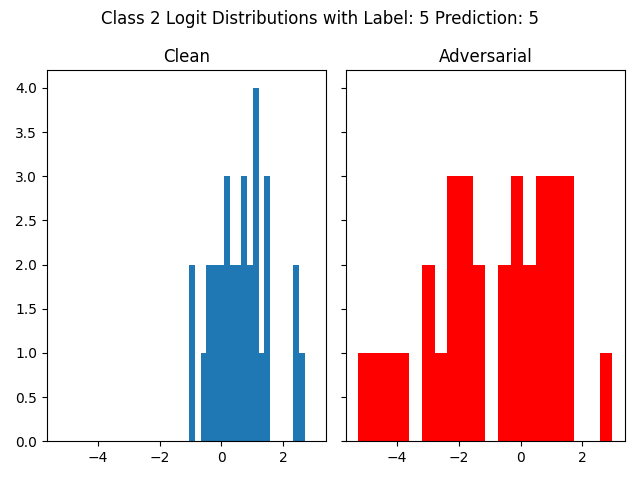 Class 2 Logit Distributions with Label: 5 Prediction: 5
Clean
Adversarial
4.0
3.5
3.0
2.5
2.0
1.5
1.0
0.5
0.0
−4 −2 0 2
−4 −2 0 2